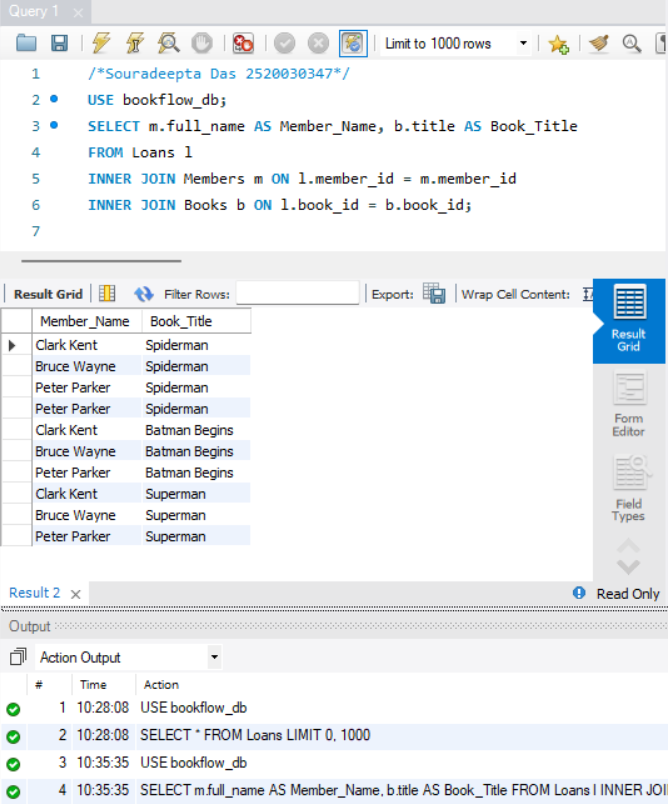 Query 1
Limit to 1000 rows
1 /*Souradeepta Das 2520030347*/
2 USE bookflow_db;
3 SELECT m.full_name AS Member_Name, b.title AS Book_Title
4 FROM Loans l
5 INNER JOIN Members m ON l.member_id = m.member_id
6 INNER JOIN Books b ON l.book_id = b.book_id;
7
Result Grid Filter Rows: Export: Wrap Cell Content:
Member_Name Book_Title
Clark Kent Spiderman
Bruce Wayne Spiderman
Peter Parker Spiderman
Peter Parker Spiderman
Clark Kent Batman Begins
Bruce Wayne Batman Begins
Peter Parker Batman Begins
Clark Kent Superman
Bruce Wayne Superman
Peter Parker Superman
Result
Grid
Form
Editor
Field
Types
Result 2 Read Only
Output
Action Output
# Time Action
1 10:28:08 USE bookflow_db
2 10:28:08 SELECT * FROM Loans LIMIT 0, 1000
3 10:35:35 USE bookflow_db
4 10:35:35 SELECT m.full_name AS Member_Name, b.title AS Book_Title FROM Loans l INNER JOI